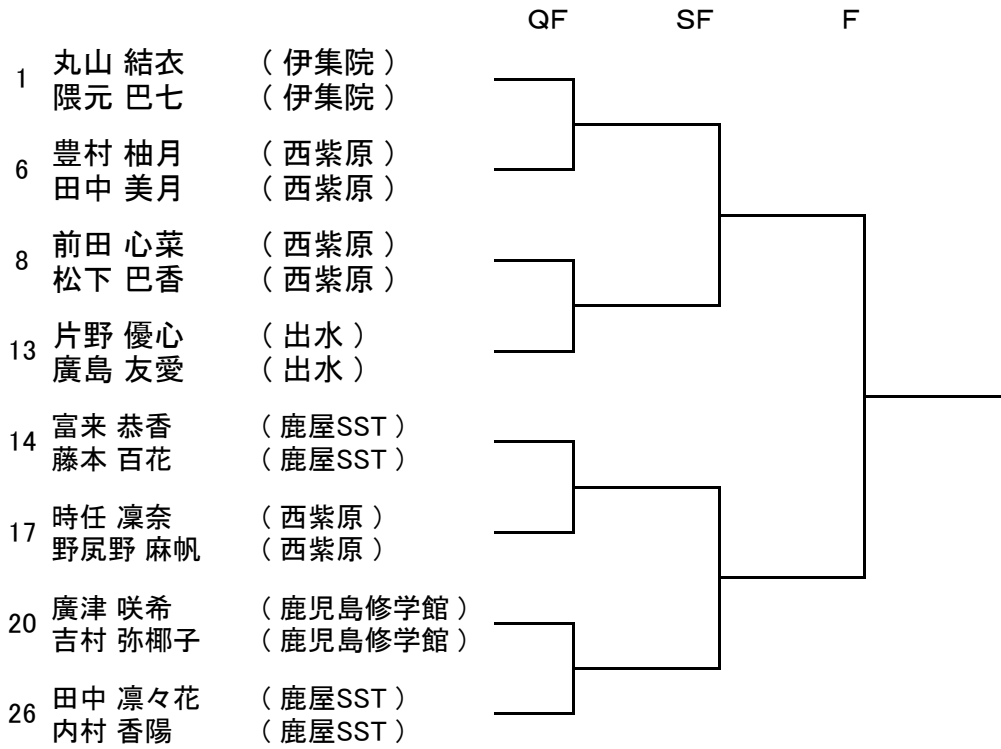 QF SF F
1
丸山 結衣 ( 伊集院 )
隈元 巴七 ( 伊集院 )
6
豊村 柚月 ( 西紫原 )
田中 美月 ( 西紫原 )
8
前田 心菜 ( 西紫原 )
松下 巴香 ( 西紫原 )
13
片野 優心 ( 出水 )
廣島 友愛 ( 出水 )
14
富来 恭香 ( 鹿屋SST )
藤本 百花 ( 鹿屋SST )
17
時任 凜奈 ( 西紫原 )
野尻野 麻帆 ( 西紫原 )
20
廣津 咲希 ( 鹿児島修学館 )
吉村 弥椰子 ( 鹿児島修学館 )
26
田中 凛々花 ( 鹿屋SST )
内村 香陽 ( 鹿屋SST )